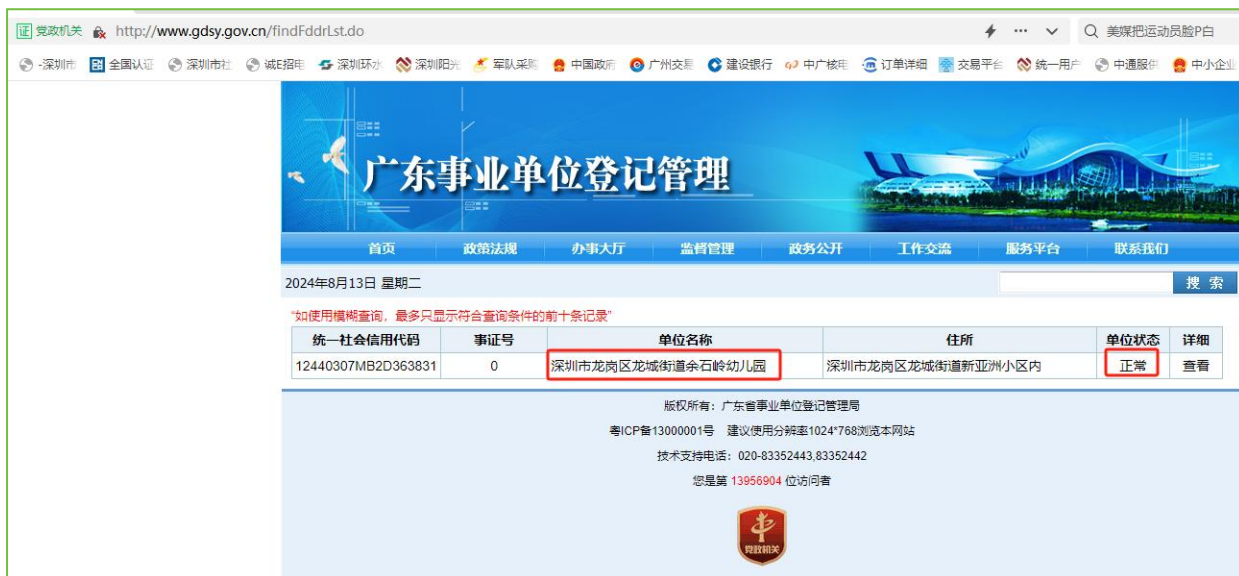 证 党政机关 http://www.gdsy.gov.cn/findFddrLst.do 美媒把运动员脸P白
-深圳市 全国认证 深圳市社 诚E招电 深圳环水 深圳阳光 军队采购 中国政府 广州交易 建设银行 中广核电 订单详细 交易平台 统一用户 中通服供 中小企业
广东事业单位登记管理
首页 政策法规 办事大厅 监督管理 政务公开 工作交流 服务平台 联系我们
2024年8月13日 星期二 搜 索
“如使用模糊查询，最多只显示符合查询条件的前十条记录”
统一社会信用代码 事证号 单位名称 住所 单位状态 详细
12440307MB2D363831 0 深圳市龙岗区龙城街道余石岭幼儿园 深圳市龙岗区龙城街道新亚洲小区内 正常 查看
版权所有：广东省事业单位登记管理局
粤ICP备13000001号 建议使用分辨率1024*768浏览本网站
技术支持电话：020-83352443,83352442
您是第 13956904 位访问者
党政机关